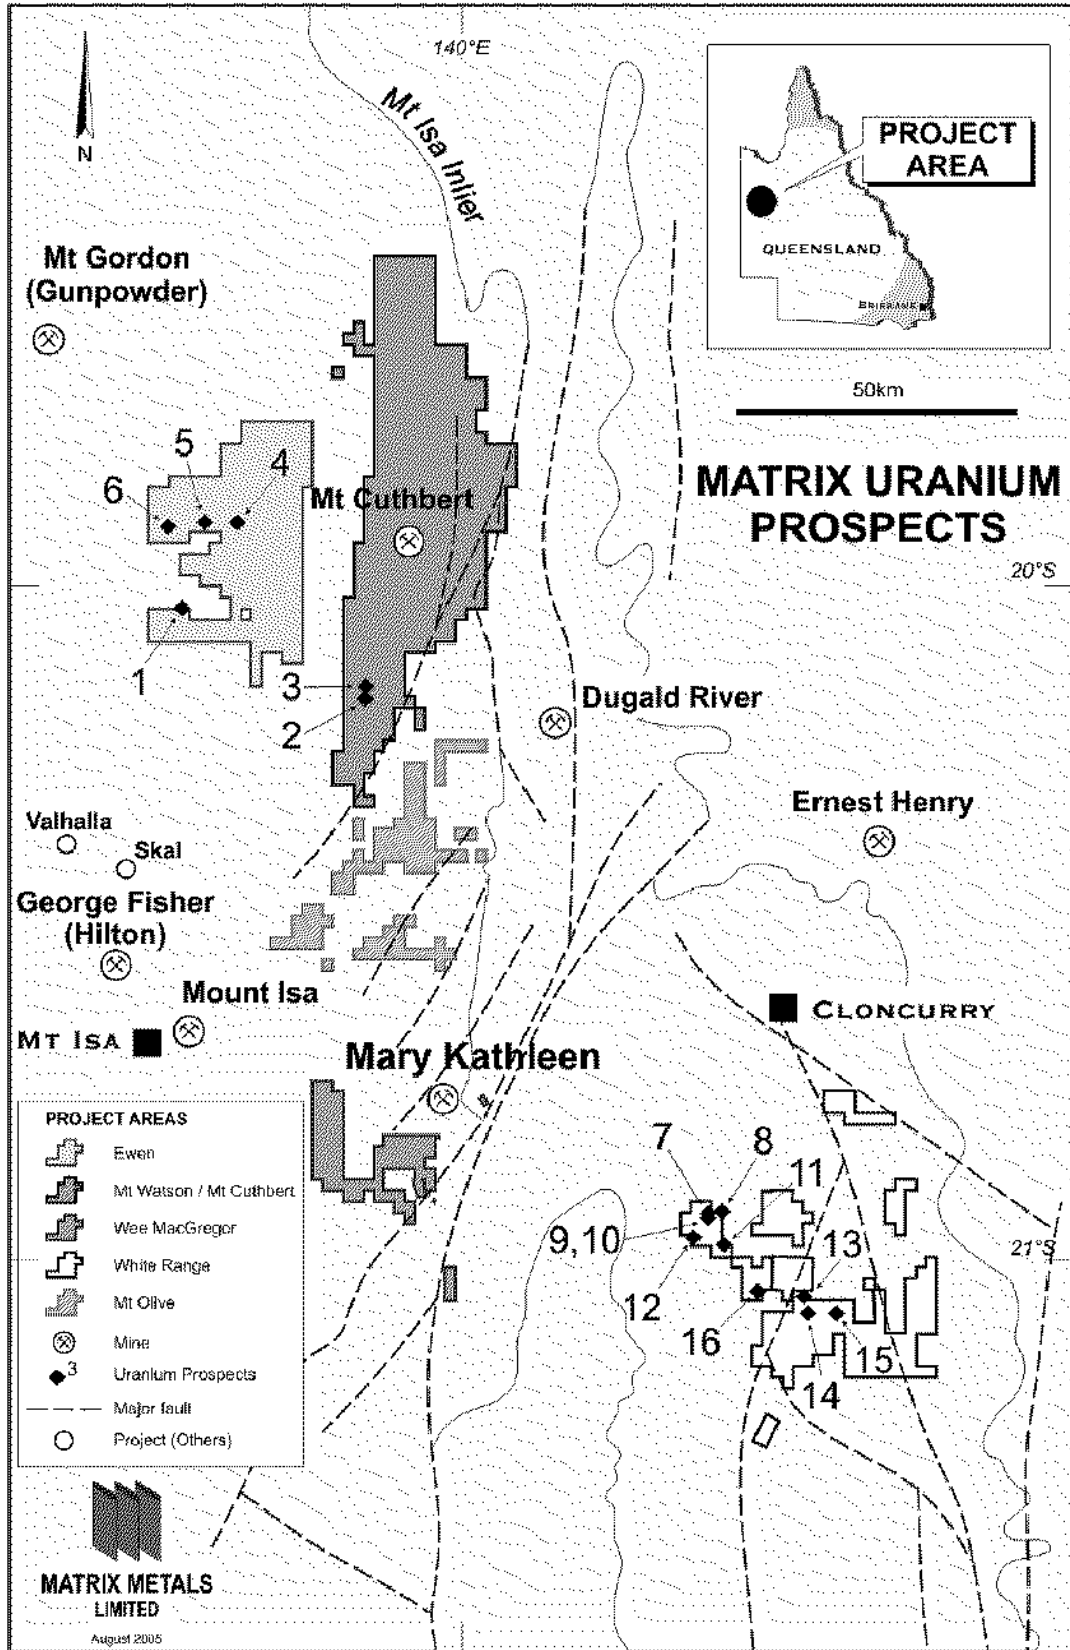 140°E
Mt Isa Inlier
N
PROJECT
AREA
QUEENSLAND
BRISBANE
50km
MATRIX URANIUM
PROSPECTS
Mt Gordon
(Gunpowder)
5
4
6
Mt Cuthbert
20°S
1
3
2
Dugald River
Ernest Henry
Valhalla
Skal
George Fisher
(Hilton)
Mount Isa
MT ISA
CLONCURRY
Mary Kathleen
7
8
11
9,10
13
21°S
12
16
15
14
PROJECT AREAS
Ewen
Mt Watson / Mt Cuthbert
Wee MacGregor
White Range
Mt Olive
Mine
3
Uranium Prospects
Major fault
Project (Others)
MATRIX METALS
LIMITED
August 2005